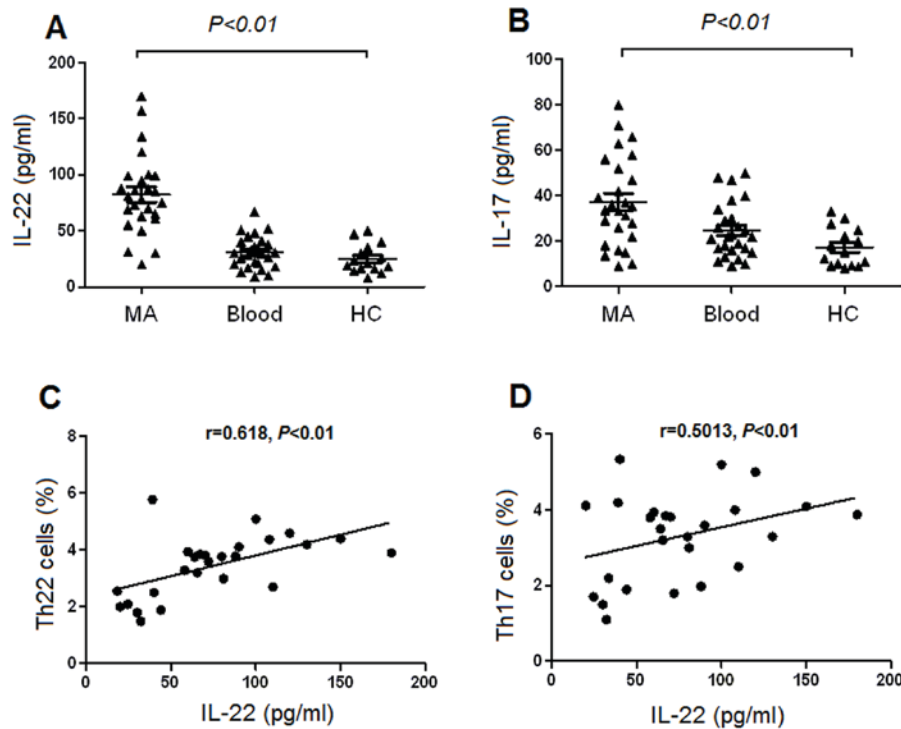 A
P<0.01
200
150
100
50
0
IL-22 (pg/ml)
MA Blood HC
B
P<0.01
100
80
60
40
20
0
IL-17 (pg/ml)
MA Blood HC
C
r=0.618, P<0.01
8
6
4
2
0
Th22 cells (%)
0 50 100 150 200
IL-22 (pg/ml)
D
r=0.5013, P<0.01
6
4
2
0
Th17 cells (%)
0 50 100 150 200
IL-22 (pg/ml)